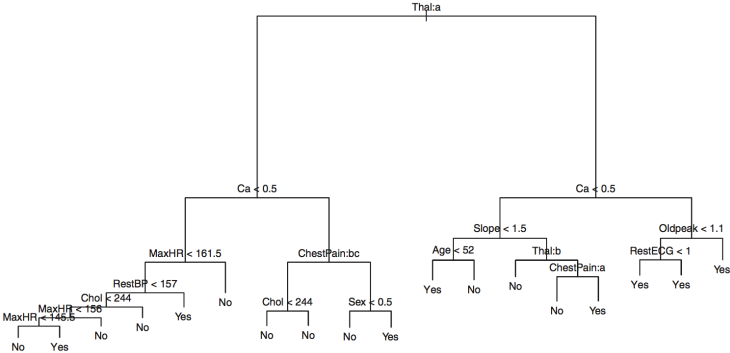 Thal:a
Ca < 0.5
Ca < 0.5
Slope < 1.5
Oldpeak < 1.1
MaxHR < 161.5
ChestPain:bc
Age < 52
Thal:b
RestECG < 1
ChestPain:a
Yes
RestBP < 157
Yes
No
No
Yes
Yes
Chol < 244
No
Chol < 244
Sex < 0.5
No
Yes
MaxHR < 156
MaxHR < 145.5
Yes
No
No
No
No
No
Yes
No
Yes